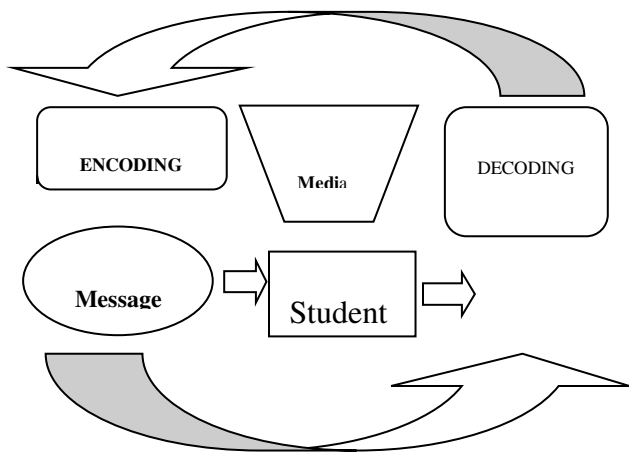 ENCODING
Media
DECODING
Message
Student